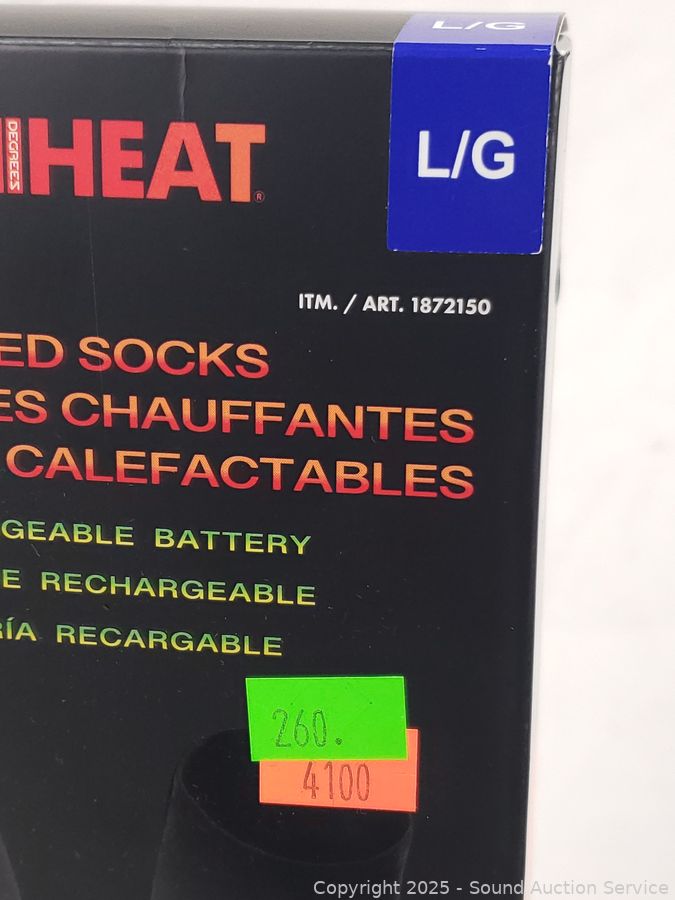 L/G
L/G
DEGREES
HEAT®
ITM. / ART. 1872150
ED SOCKS
ES CHAUFFANTES
CALEFACTABLES
GEABLE BATTERY
E RECHARGEABLE
RÍA RECARGABLE
260.
4100
Copyright 2025 - Sound Auction Service